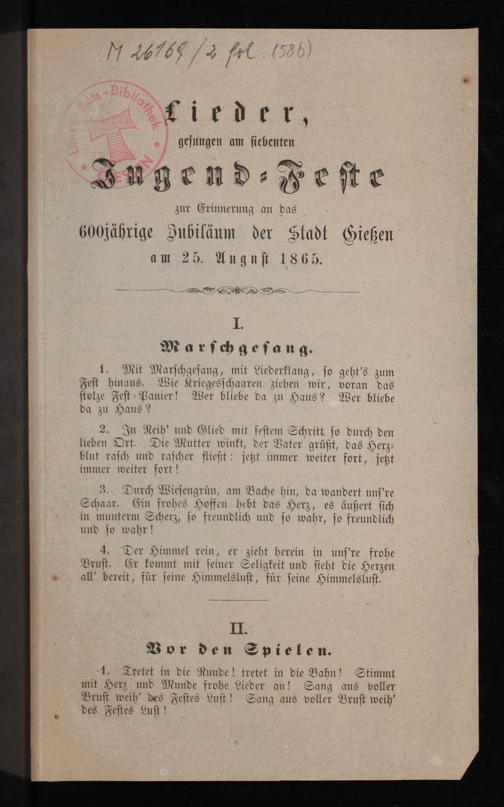 M 26169/2 fol. (586)
Univ. Bibliothek
GIESSEN
Lieder,
gesungen am siebenten
Jugend-Feste
zur Erinnerung an das
600jährige Jubiläum der Stadt Gießen
am 25. August 1865.
I.
Marschgesang.
1. Mit Marschgesang, mit Liederklang, so geht's zum
Fest hinaus. Wie Kriegesschaaren ziehen wir, voran das
stolze Fest-Panier! Wer bliebe da zu Haus? Wer bliebe
da zu Haus?
2. In Reih' und Glied mit festem Schritt so durch den
lieben Ort. Die Mutter winkt, der Vater grüßt, das Herz-
blut rasch und rascher fließt: jetzt immer weiter fort, jetzt
immer weiter fort!
3. Durch Wiesengrün, am Bache hin, da wandert uns're
Schaar. Ein frohes Hoffen hebt das Herz, es äußert sich
in munterm Scherz, so freundlich und so wahr, so freundlich
und so wahr!
4. Der Himmel rein, er zieht herein in uns're frohe
Brust. Er kommt mit seiner Seligkeit und sieht die Herzen
all' bereit, für seine Himmelslust, für seine Himmelslust.
II.
Vor den Spielen.
1. Tretet in die Runde! tretet in die Bahn! Stimmt
mit Herz und Munde frohe Lieder an! Sang aus voller
Brust weih' des Festes Lust! Sang aus voller Brust weih'
des Festes Lust!